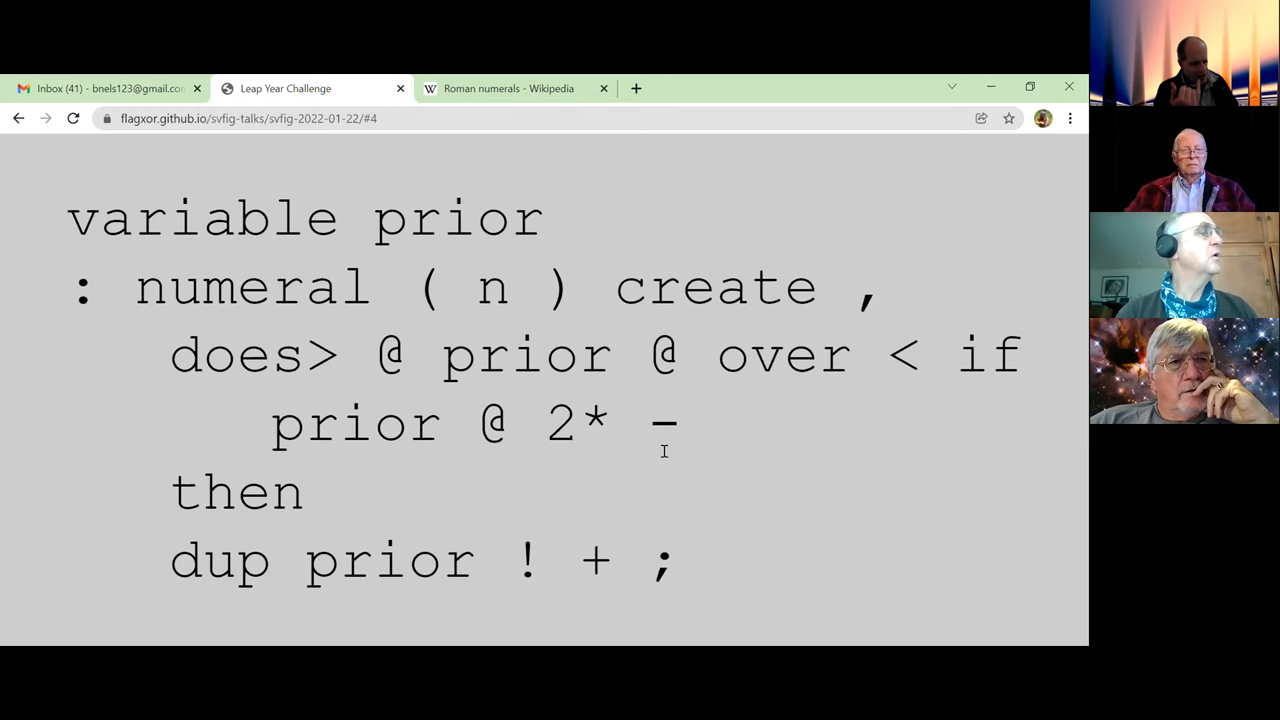 Inbox (41) - bnels123@gmail.co
Leap Year Challenge
Roman numerals - Wikipedia
flagxor.github.io/svfig-talks/svfig-2022-01-22/#4
variable prior
: numeral ( n ) create ,
does> @ prior @ over < if
prior @ 2* -
then
dup prior ! + ;